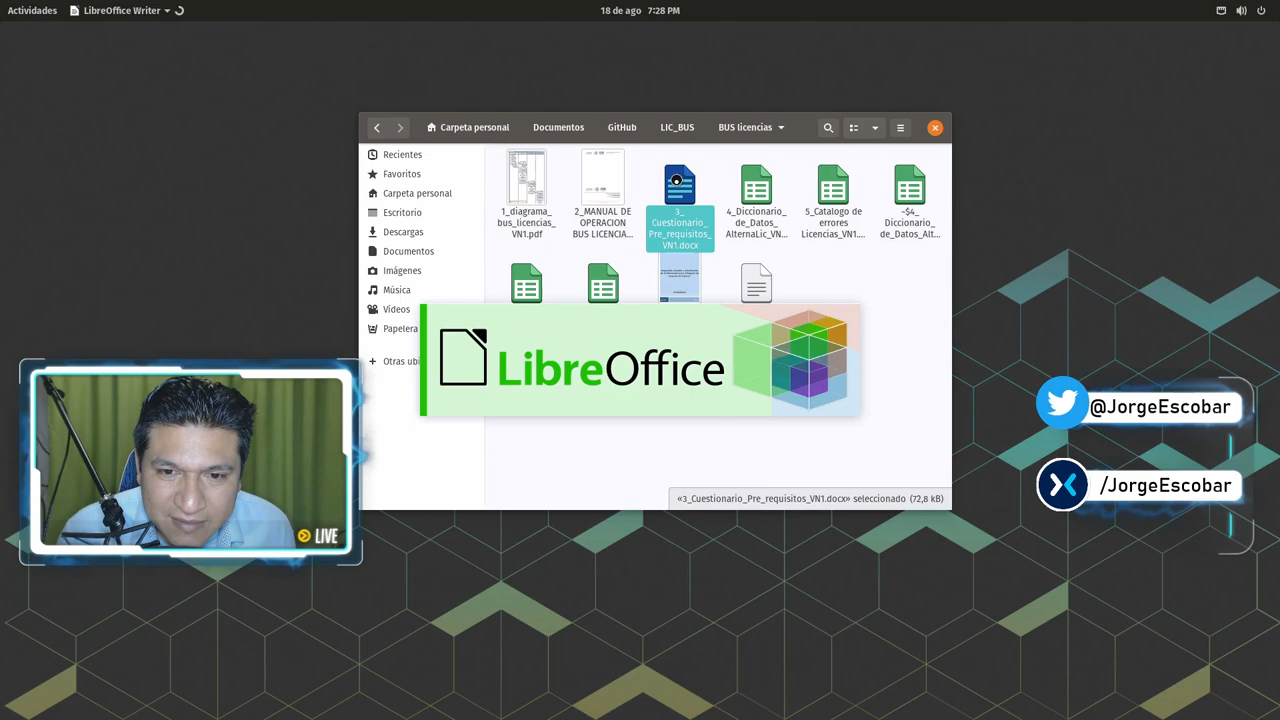 Actividades
LibreOffice Writer
18 de ago 7:28 PM
Carpeta personal
Documentos
GitHub
LIC_BUS
BUS licencias
Recientes
Favoritos
Carpeta personal
Escritorio
Descargas
Documentos
Imágenes
Música
Vídeos
Papelera
Otras ubi
1_diagrama_
bus_licencias_
VN1.pdf
2_MANUAL DE
OPERACION
BUS LICENCIA...
3_
Cuestionario_
Pre_requisitos_
VN1.docx
4_Diccionario_
de_Datos_
AlternaLic_VN...
5_Catalogo de
errores
Licencias_VN1....
~$4_
Diccionario_
de_Datos_Alt...
LibreOffice
«3_Cuestionario_Pre_requisitos_VN1.docx» seleccionado (72,8 kB)
LIVE
@JorgeEscobar
/JorgeEscobar